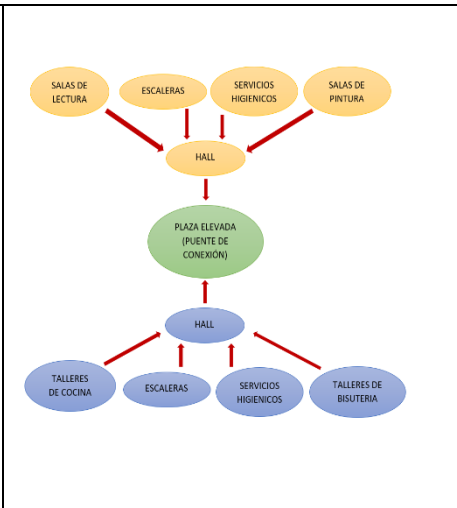 SALAS DE
LECTURA
ESCALERAS
SERVICIOS
HIGIENICOS
SALAS DE
PINTURA
HALL
PLAZA ELEVADA
(PUENTE DE
CONEXIÓN)
HALL
TALLERES
DE COCINA
ESCALERAS
SERVICIOS
HIGIENICOS
TALLERES DE
BISUTERIA